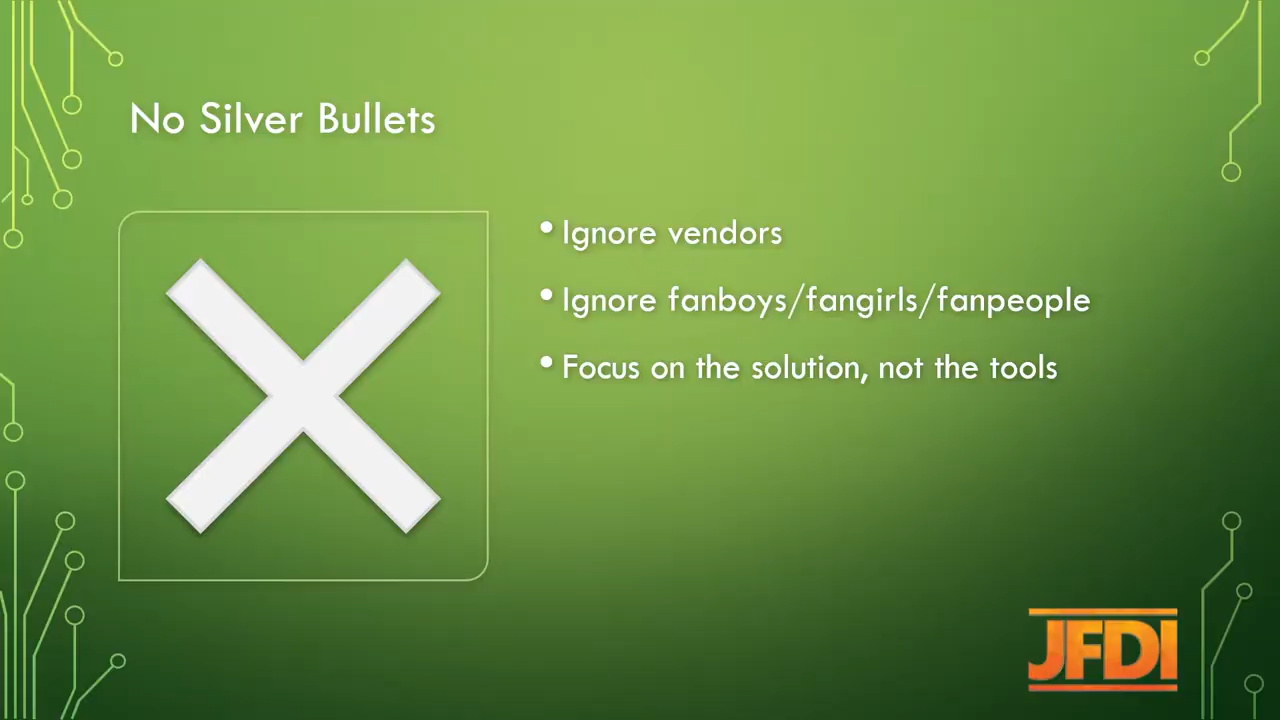 No Silver Bullets
• Ignore vendors
• Ignore fanboys/fangirls/fanpeople
• Focus on the solution, not the tools
JFDI